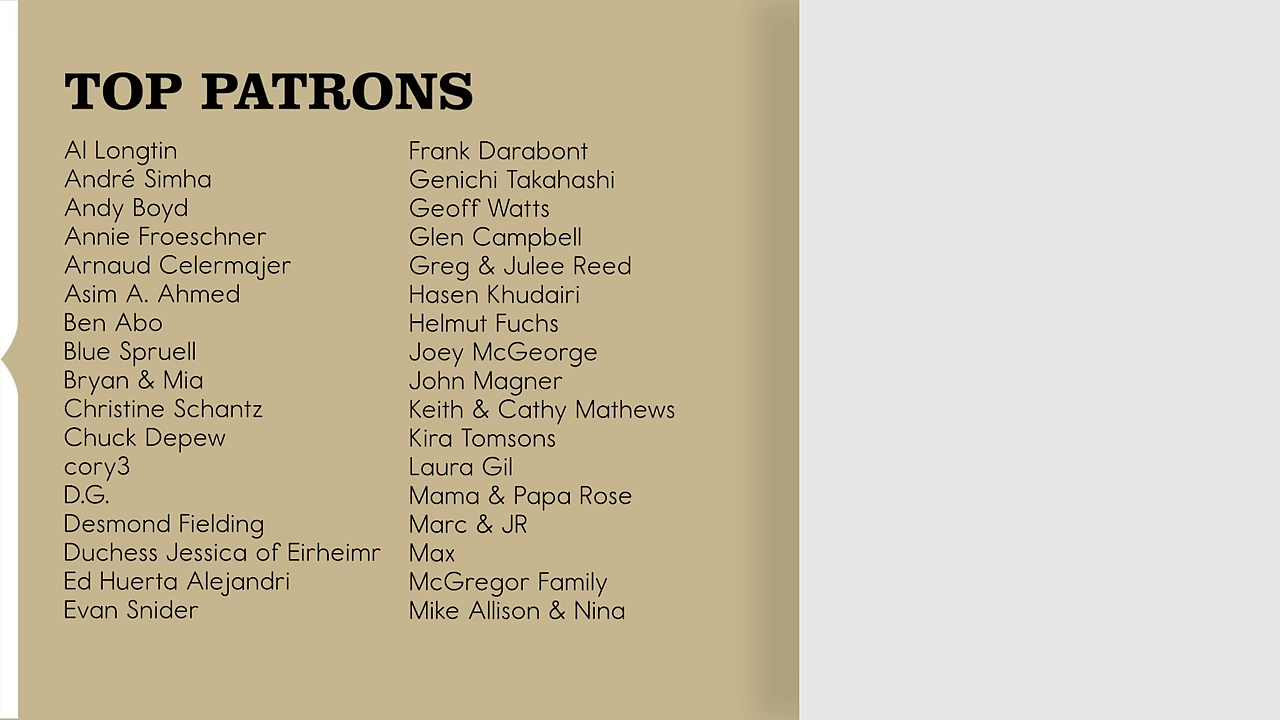 TOP PATRONS
Al Longtin
André Simha
Andy Boyd
Annie Froeschner
Arnaud Celermajer
Asim A. Ahmed
Ben Abo
Blue Spruell
Bryan & Mia
Christine Schantz
Chuck Depew
cory3
D.G.
Desmond Fielding
Duchess Jessica of Eirheimr
Ed Huerta Alejandri
Evan Snider
Frank Darabont
Genichi Takahashi
Geoff Watts
Glen Campbell
Greg & Julee Reed
Hasen Khudairi
Helmut Fuchs
Joey McGeorge
John Magner
Keith & Cathy Mathews
Kira Tomsons
Laura Gil
Mama & Papa Rose
Marc & JR
Max
McGregor Family
Mike Allison & Nina